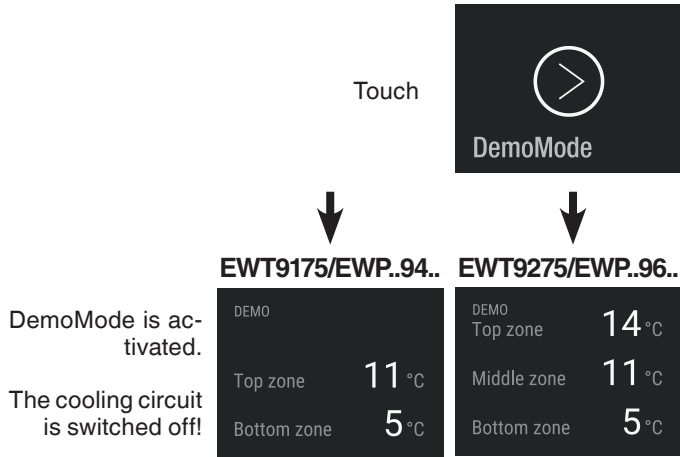 Touch
DemoMode
EWT9175/EWP..94..
EWT9275/EWP..96..
DemoMode is ac-
tivated.
The cooling circuit
is switched off!
DEMO
Top zone 11 °C
Bottom zone 5 °C
DEMO
Top zone 14 °C
Middle zone 11 °C
Bottom zone 5 °C